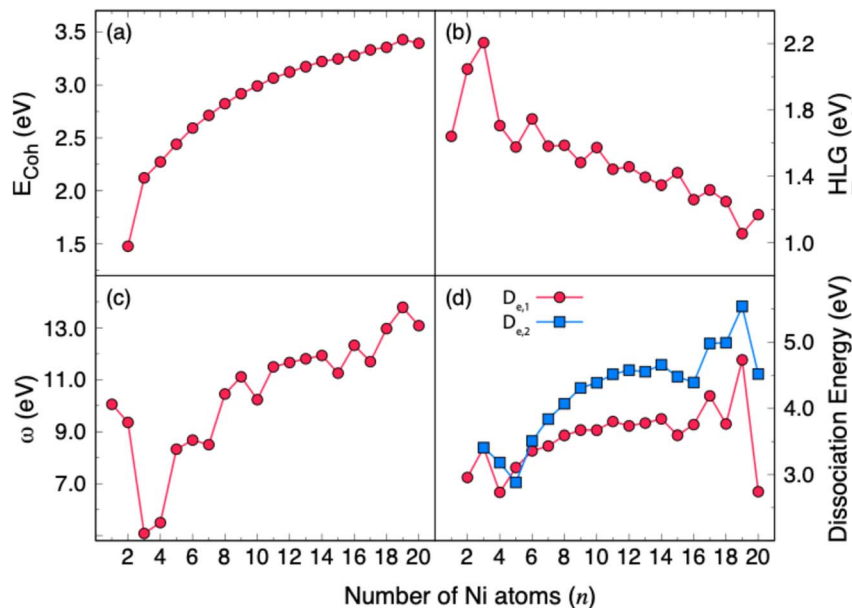 (a)
3.5
3.0
2.5
2.0
1.5
E_Coh (eV)
(b)
2.2
1.8
1.4
1.0
HLG (eV)
(c)
13.0
11.0
9.0
7.0
ω (eV)
(d)
D_e,1
D_e,2
5.0
4.0
3.0
Dissociation Energy (eV)
2 4 6 8 10 12 14 16 18 20
2 4 6 8 10 12 14 16 18 20
Number of Ni atoms (n)